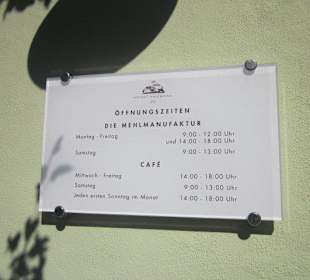 ÖFFNUNGSZEITEN
DIE MEHLMANUFAKTUR
Montag - Freitag 9:00 - 12:00 Uhr
und 14:00 - 18:00 Uhr
Samstag 9:00 - 13:00 Uhr
CAFÉ
Mittwoch - Freitag 14:00 - 18:00 Uhr
Samstag 9:00 - 13:00 Uhr
Jeden ersten Sonntag im Monat 14:00 - 18:00 Uhr